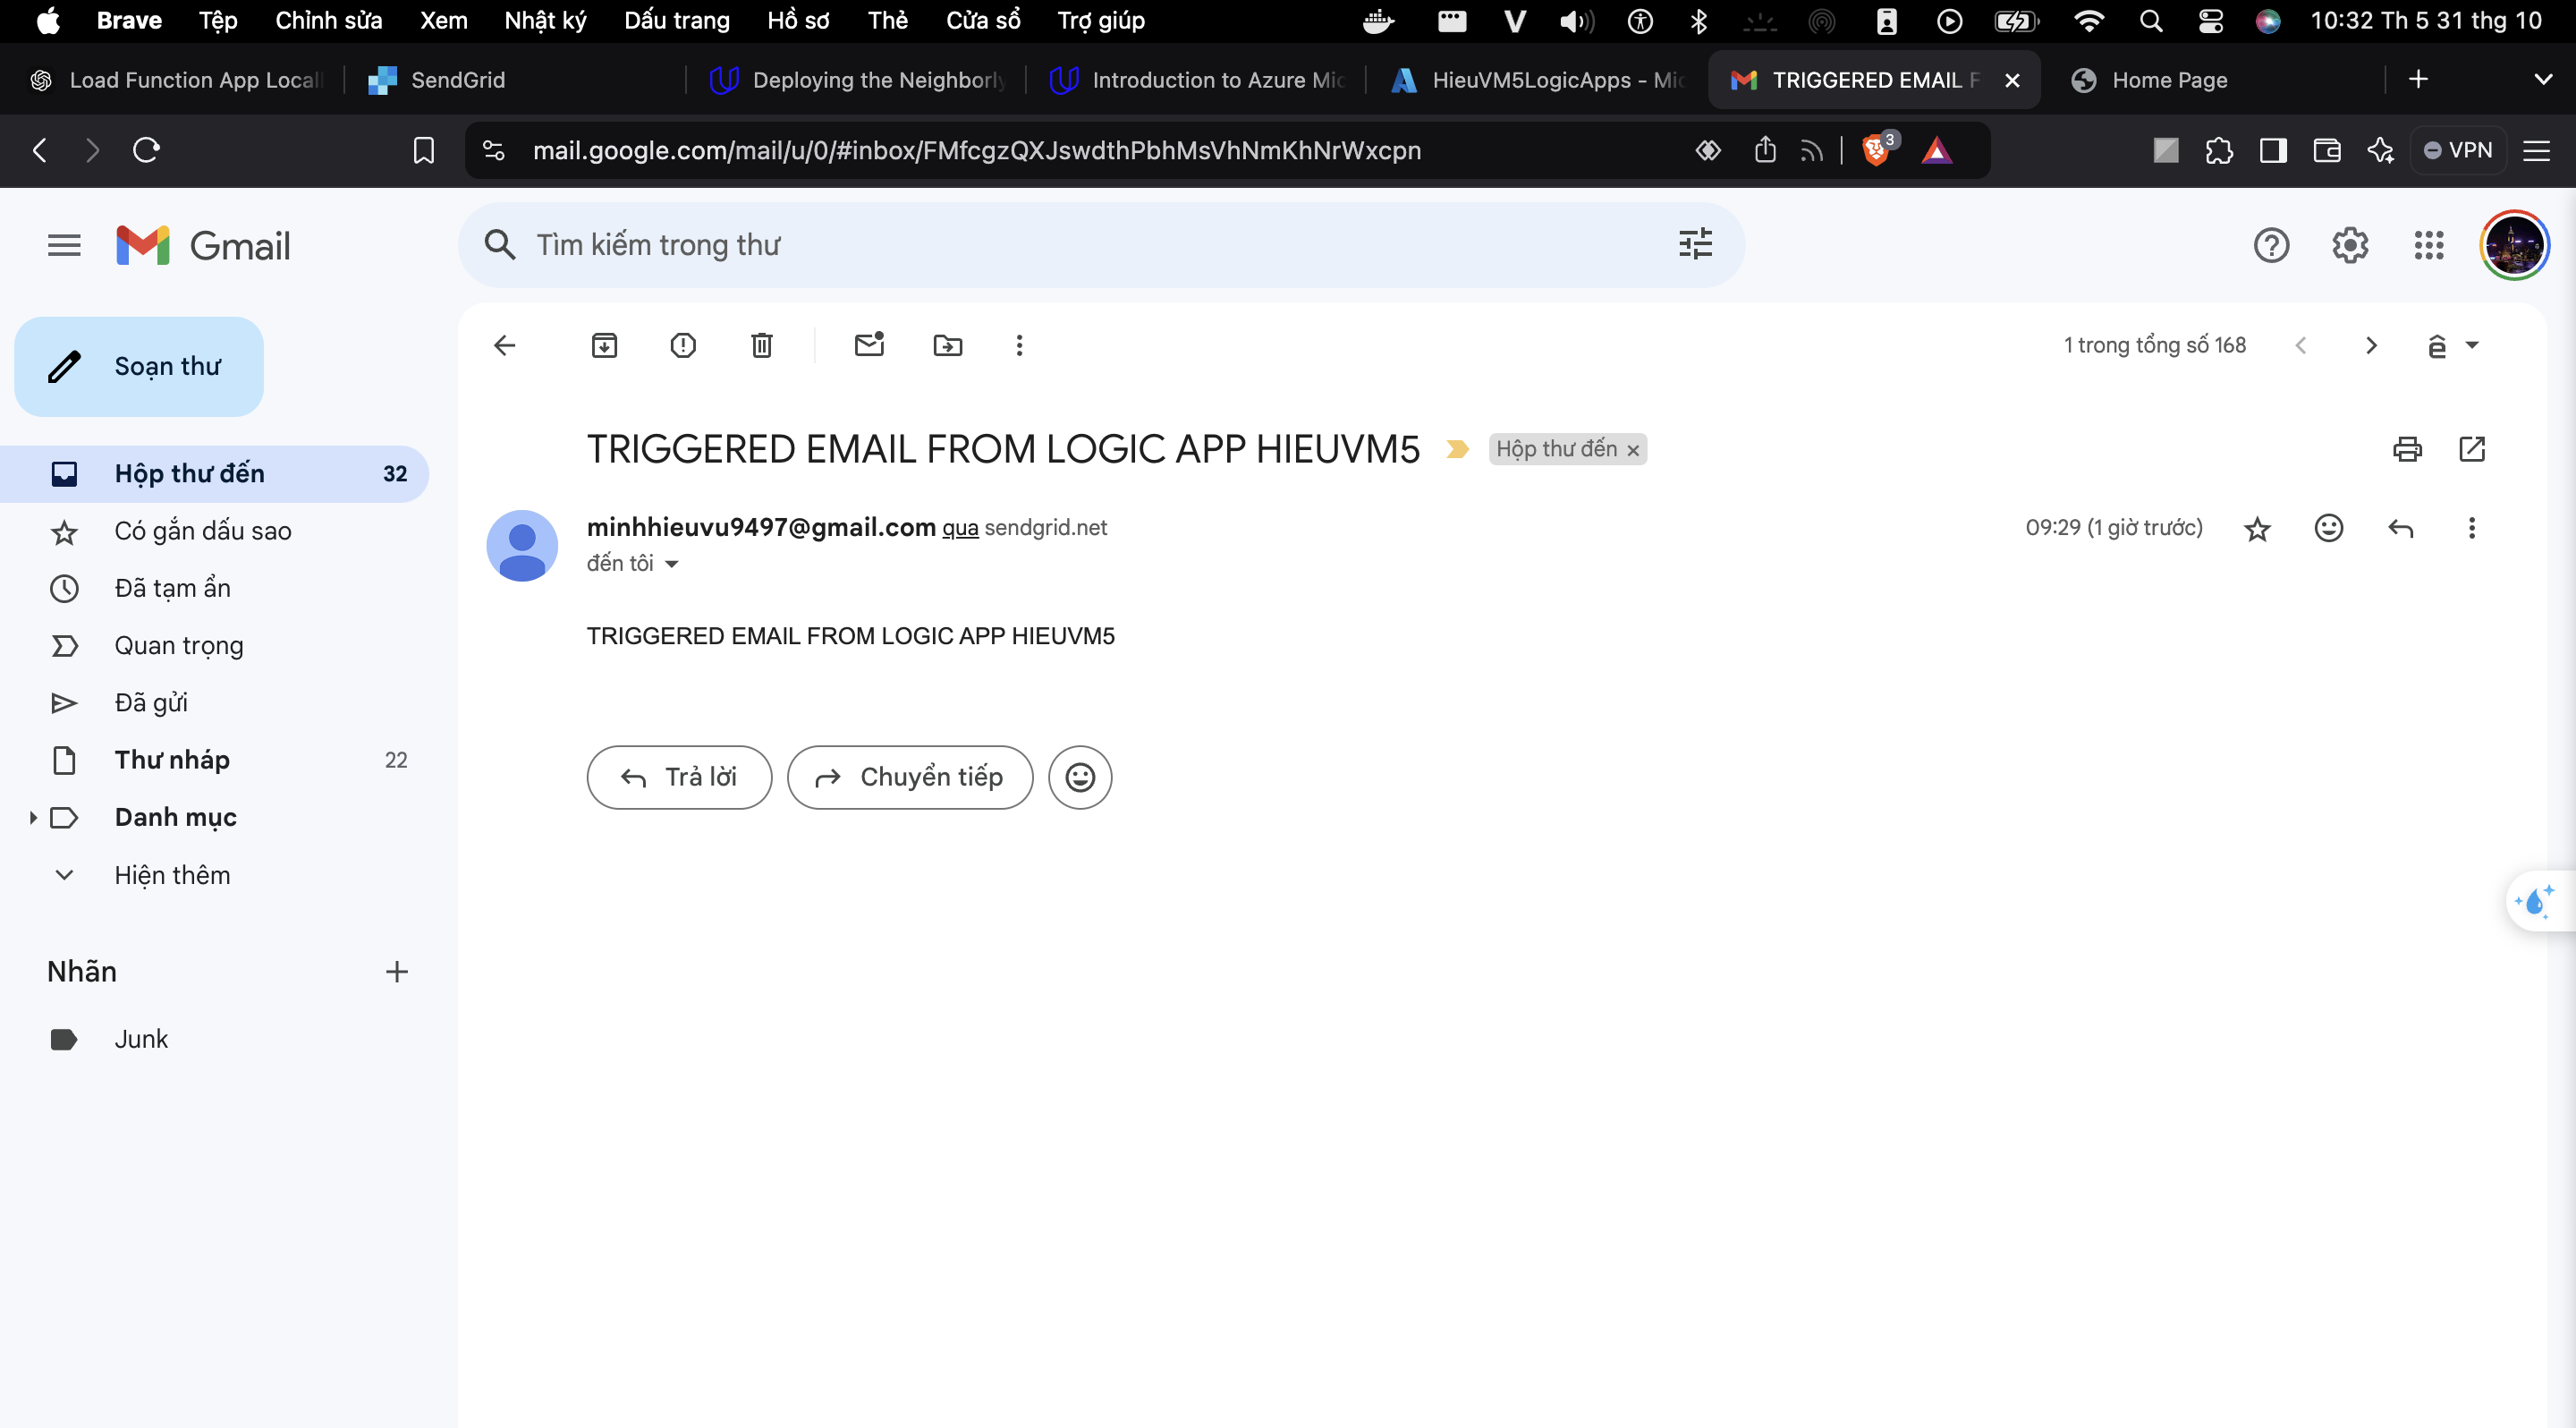 Brave Tệp Chỉnh sửa Xem Nhật ký Dấu trang Hồ sơ Thẻ Cửa sổ Trợ giúp 10:32 Th 5 31 thg 10
Load Function App Locall SendGrid Deploying the Neighborly Introduction to Azure Mic HieuVM5LogicApps - Mic TRIGGERED EMAIL F Home Page
mail.google.com/mail/u/0/#inbox/FMfcgzQXJswdthPbhMsVhNmKhNrWxcpn 3 VPN
Gmail
Tìm kiếm trong thư
Soạn thư
1 trong tổng số 168
ê
Hộp thư đến 32
Có gắn dấu sao
Đã tạm ẩn
Quan trọng
Đã gửi
Thư nháp 22
Danh mục
Hiện thêm
Nhãn
Junk
TRIGGERED EMAIL FROM LOGIC APP HIEUVM5 Hộp thư đến
minhhieuvu9497@gmail.com qua sendgrid.net 09:29 (1 giờ trước)
đến tôi
TRIGGERED EMAIL FROM LOGIC APP HIEUVM5
Trả lời Chuyển tiếp